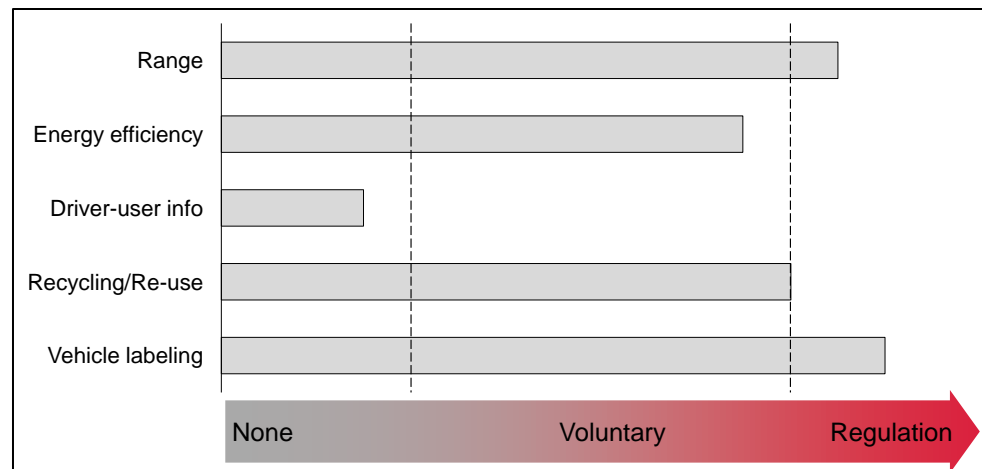 Range
Energy efficiency
Driver-user info
Recycling/Re-use
Vehicle labeling
None Voluntary Regulation